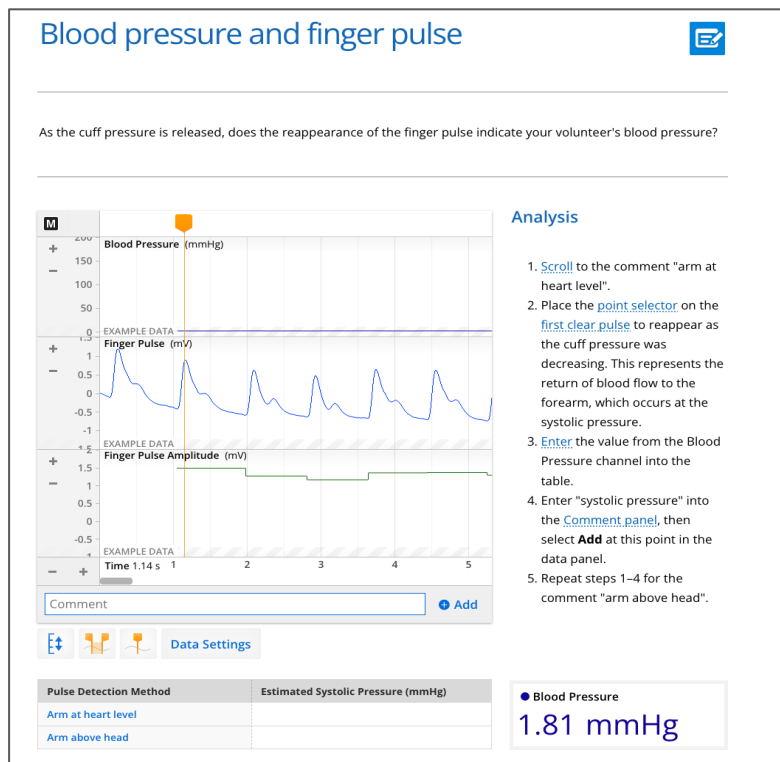 Blood pressure and finger pulse
As the cuff pressure is released, does the reappearance of the finger pulse indicate your volunteer's blood pressure?
M
200
Blood Pressure (mmHg)
+
150
−
100
50
0
EXAMPLE DATA
1.5
Finger Pulse (mV)
+
1
−
0.5
0
-0.5
-1
EXAMPLE DATA
Finger Pulse Amplitude (mV)
+
1.5
−
1
0.5
0
-0.5
EXAMPLE DATA
− + Time 1.14 s 1 2 3 4 5
Comment
Add
Data Settings
Analysis
1. Scroll to the comment "arm at
heart level".
2. Place the point selector on the
first clear pulse to reappear as
the cuff pressure was
decreasing. This represents the
return of blood flow to the
forearm, which occurs at the
systolic pressure.
3. Enter the value from the Blood
Pressure channel into the
table.
4. Enter "systolic pressure" into
the Comment panel, then
select Add at this point in the
data panel.
5. Repeat steps 1–4 for the
comment "arm above head".
Pulse Detection Method Estimated Systolic Pressure (mmHg)
Arm at heart level
Arm above head
Blood Pressure
1.81 mmHg